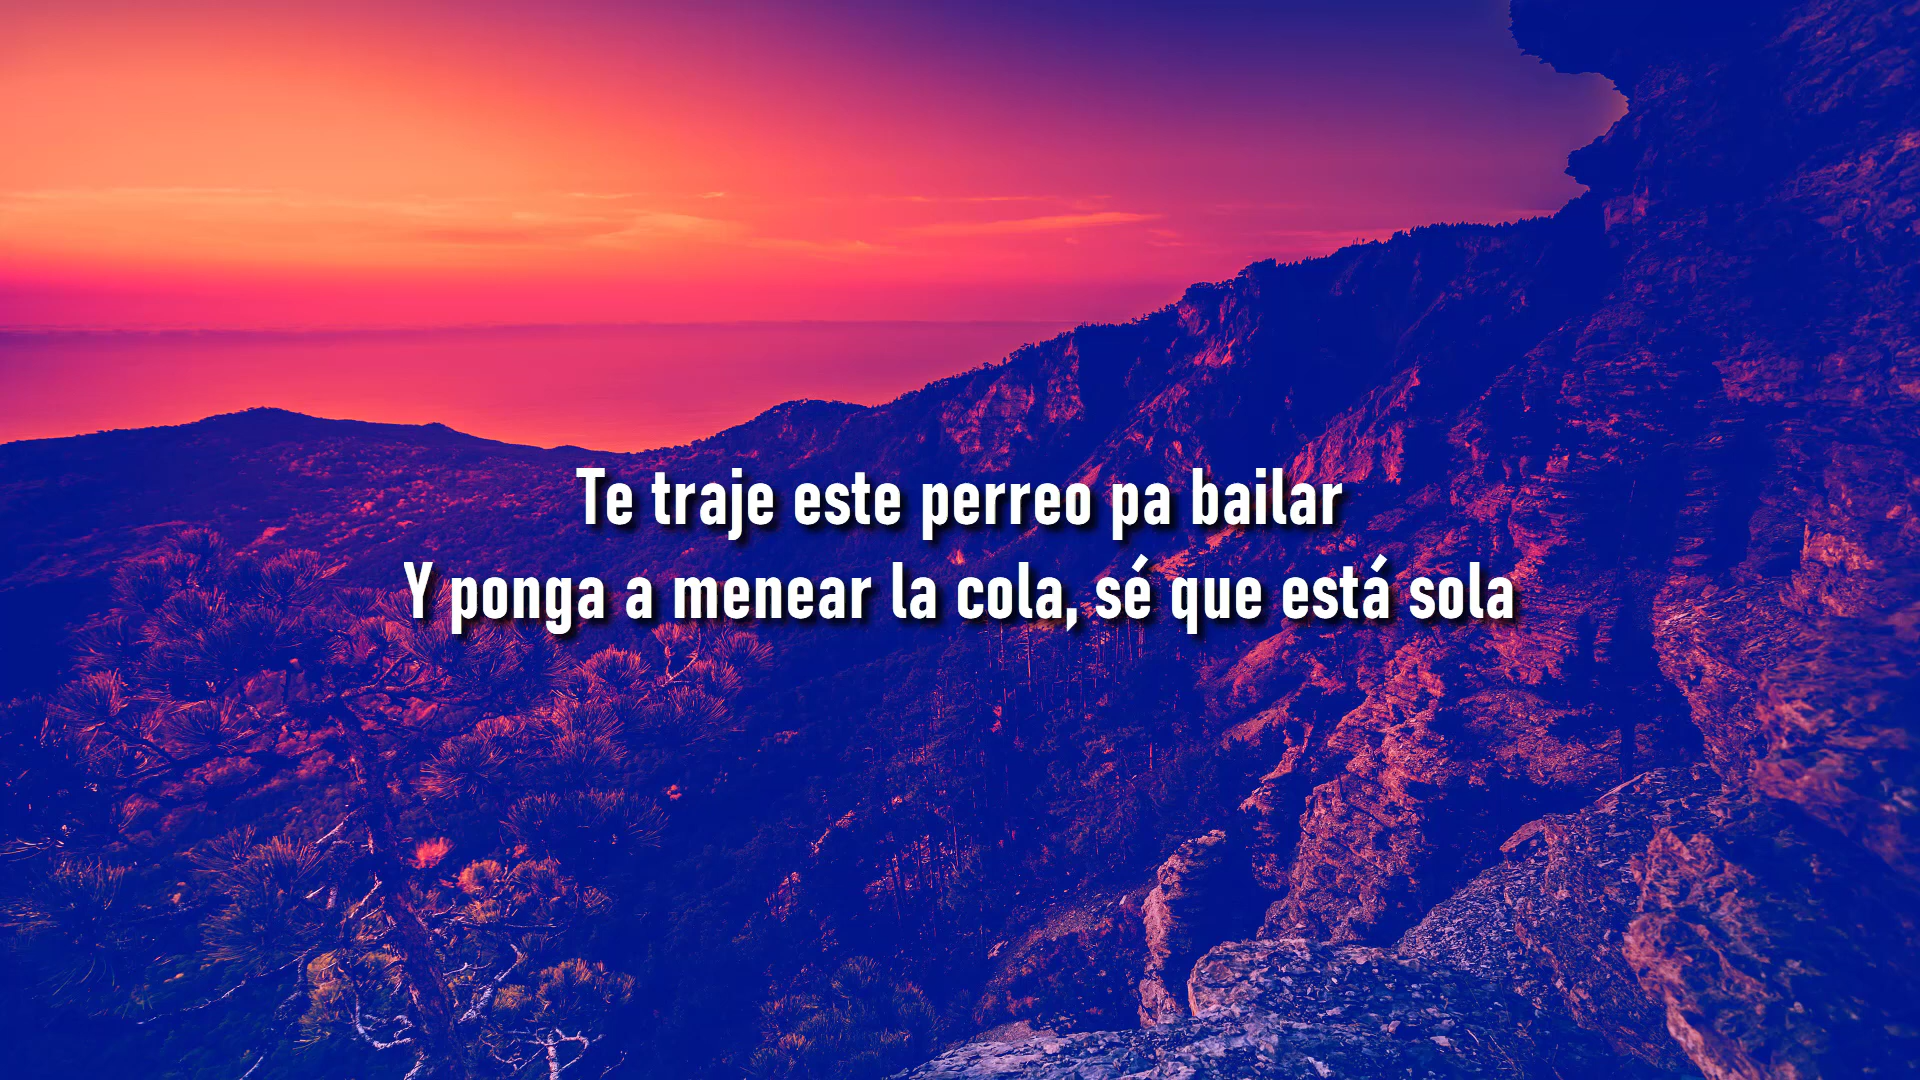 Te traje este perreo pa bailar
Y ponga a menear la cola, sé que está sola